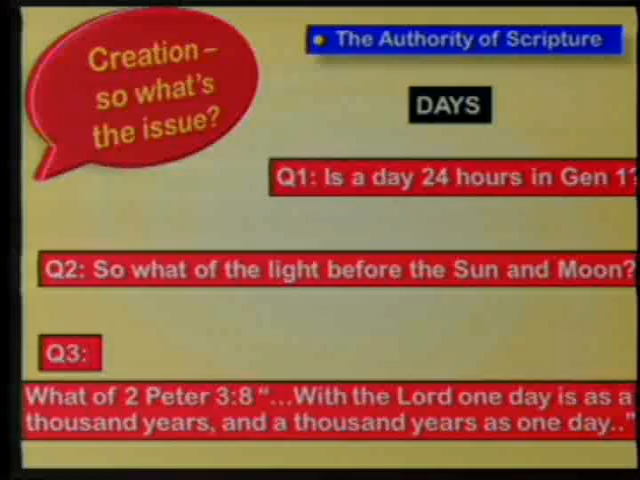 Creation –
so what's
the issue?
The Authority of Scripture
DAYS
Q1: Is a day 24 hours in Gen 1?
Q2: So what of the light before the Sun and Moon?
Q3:
What of 2 Peter 3:8 "...With the Lord one day is as a
thousand years, and a thousand years as one day.."